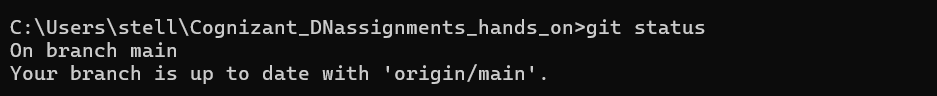 C:\Users\stell\Cognizant_DNassignments_hands_on>git status
On branch main
Your branch is up to date with 'origin/main'.